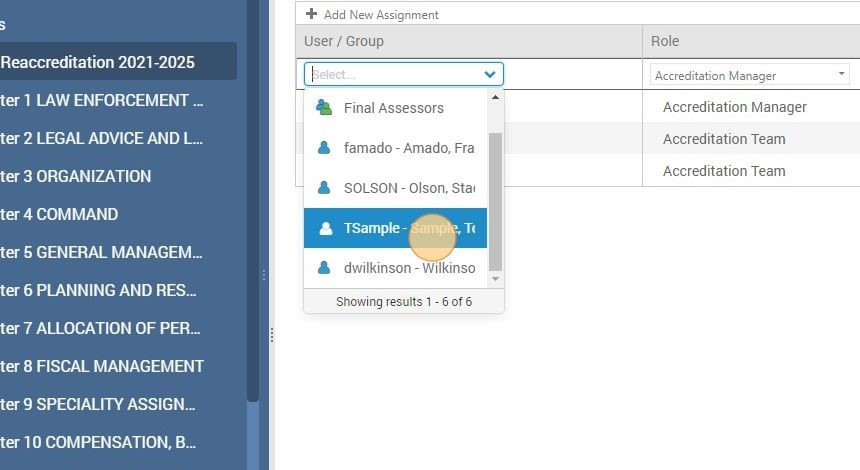 s
Reaccreditation 2021-2025
ter 1 LAW ENFORCEMENT ...
ter 2 LEGAL ADVICE AND L...
ter 3 ORGANIZATION
ter 4 COMMAND
ter 5 GENERAL MANAGEM...
ter 6 PLANNING AND RES...
ter 7 ALLOCATION OF PER...
ter 8 FISCAL MANAGEMENT
ter 9 SPECIALITY ASSIGN...
ter 10 COMPENSATION, B...
Add New Assignment
User / Group
Role
Select...
Accreditation Manager
Final Assessors
famado - Amado, Fra
SOLSON - Olson, Stac
TSample - Sample, Te
dwilkinson - Wilkinso
Showing results 1 - 6 of 6
Accreditation Manager
Accreditation Team
Accreditation Team